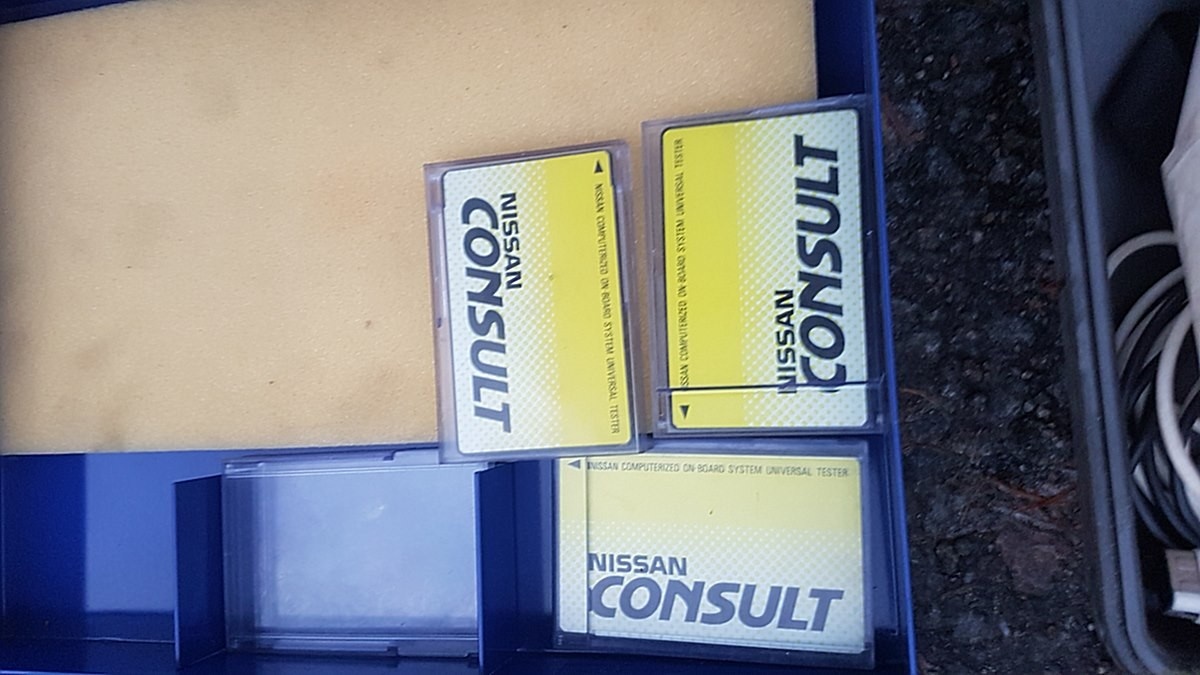 NISSAN
CONSULT
NISSAN COMPUTERIZED ON-BOARD SYSTEM UNIVERSAL TESTER
NISSAN COMPUTERIZED ON-BOARD SYSTEM UNIVERSAL TESTER
NISSAN
CONSULT
NISSAN COMPUTERIZED ON-BOARD SYSTEM UNIVERSAL TESTER
NISSAN
CONSULT